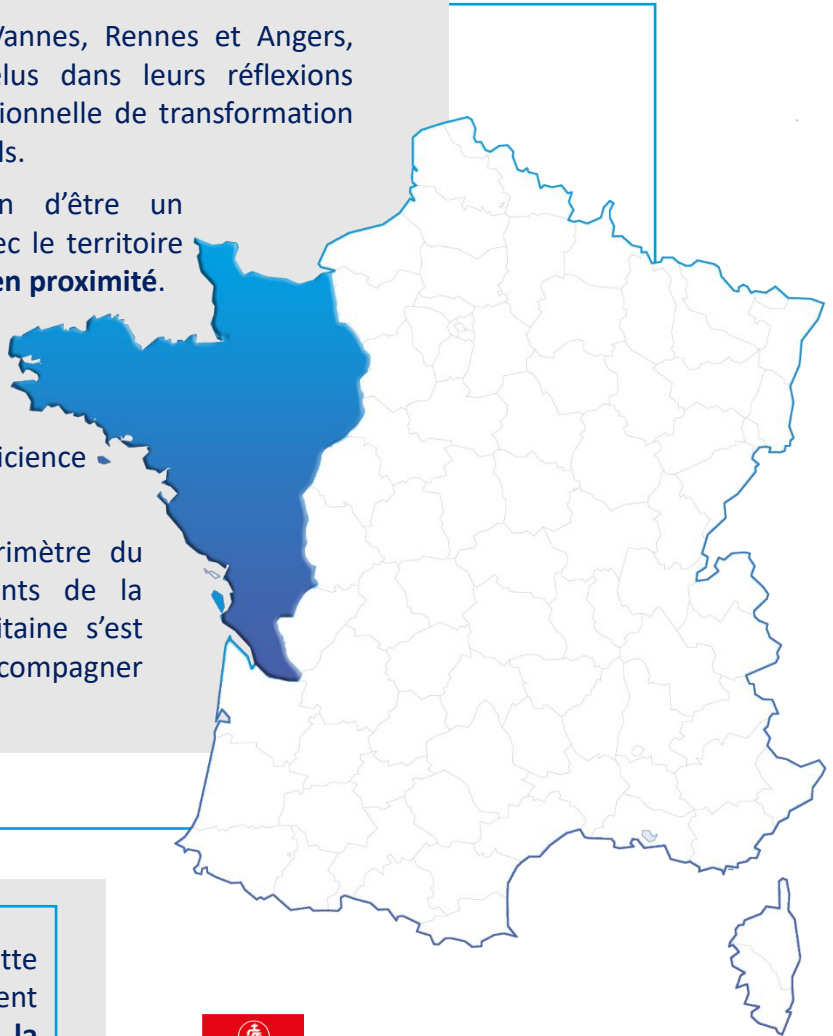 Vannes, Rennes et Angers,
elus dans leurs réflexions
ionnelle de transformation
ls.
n d'être un
ec le territoire
en proximité.
icience
rimètre du
nts de la
itaine s'est
compagner
tte
ent
la